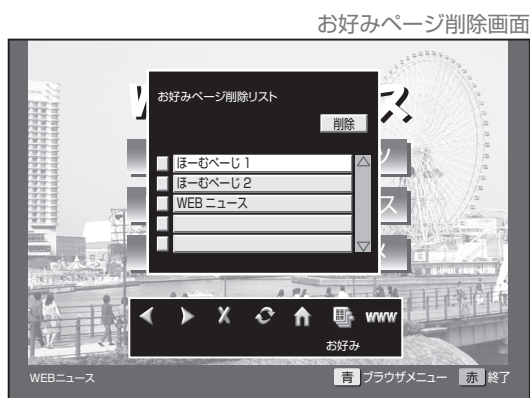 お好みページ削除画面
お好みページ削除リスト
削除
ほーむぺーじ 1
ほーむぺーじ 2
WEB ニュース
www
お好み
WEBニュース
青 ブラウザメニュー 赤 終了